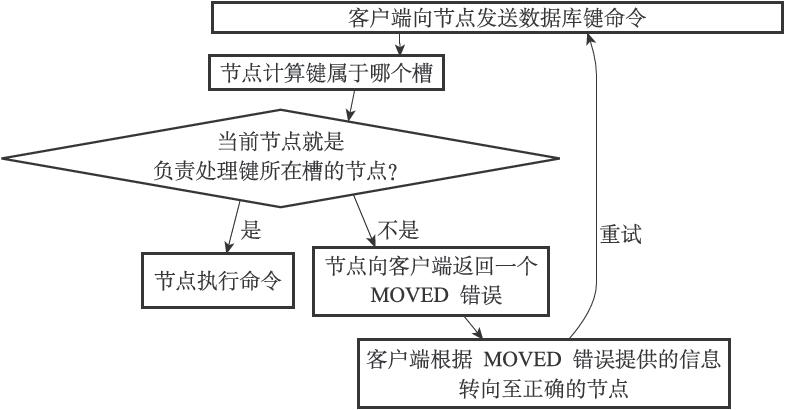 客户端向节点发送数据库键命令
节点计算键属于哪个槽
当前节点就是
负责处理键所在槽的节点?
是
不是
重试
节点执行命令
节点向客户端返回一个
MOVED 错误
客户端根据 MOVED 错误提供的信息
转向至正确的节点